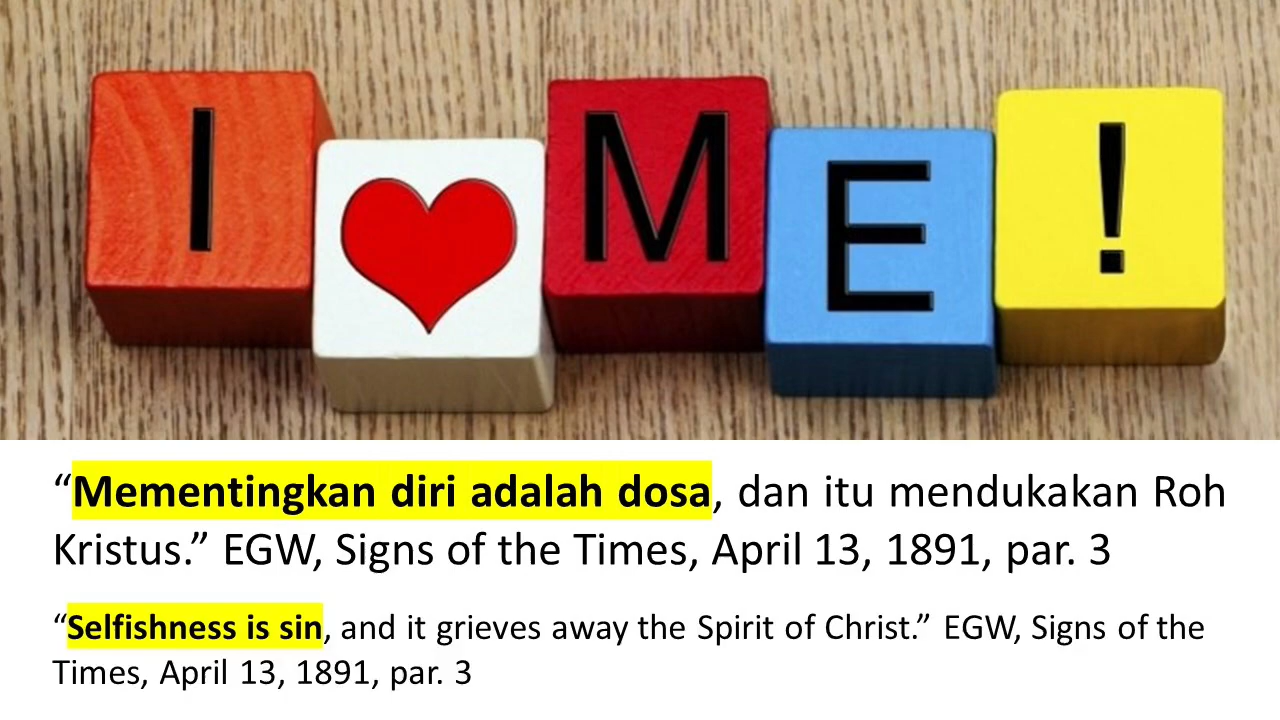 I ❤ ME!
“Mementingkan diri adalah dosa, dan itu mendukakan Roh
Kristus.” EGW, Signs of the Times, April 13, 1891, par. 3
“Selfishness is sin, and it grieves away the Spirit of Christ.” EGW, Signs of the
Times, April 13, 1891, par. 3